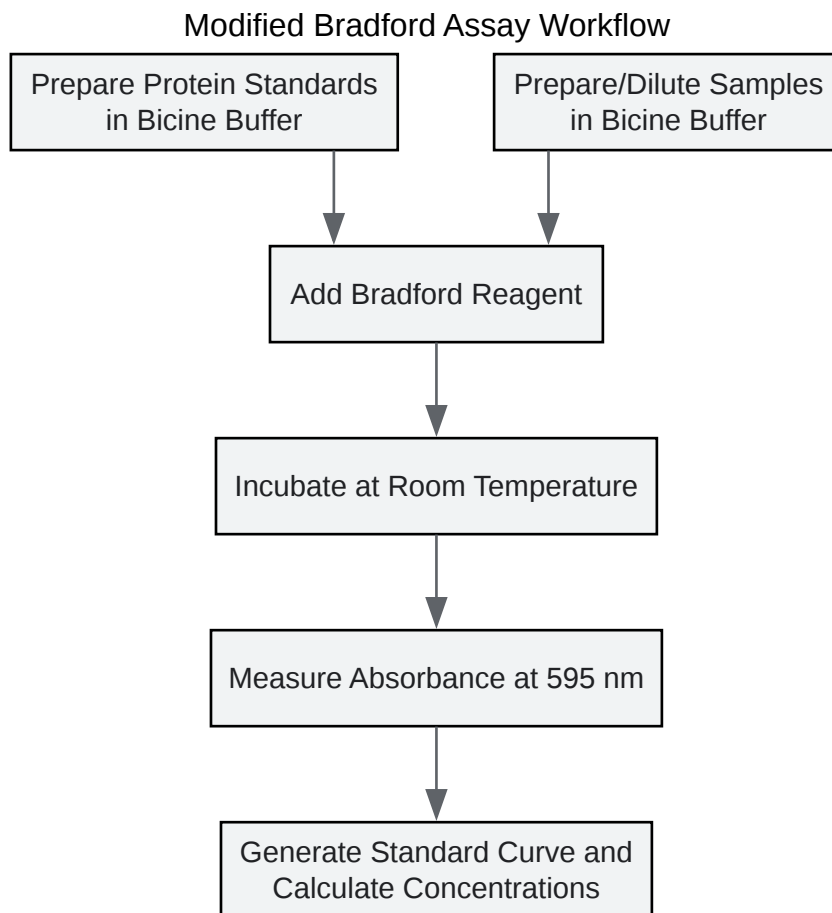 Modified Bradford Assay Workflow
Prepare Protein Standards
in Bicine Buffer
Prepare/Dilute Samples
in Bicine Buffer
Add Bradford Reagent
Incubate at Room Temperature
Measure Absorbance at 595 nm
Generate Standard Curve and
Calculate Concentrations